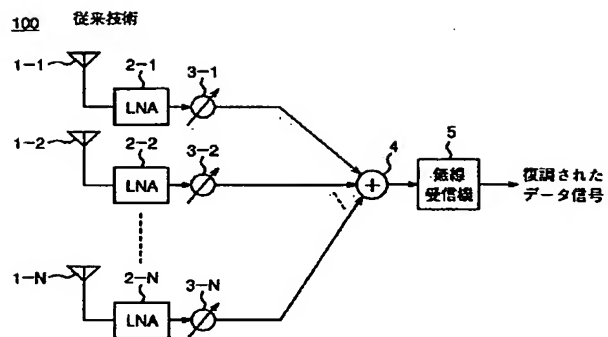 100 従来技術
1-1
2-1
3-1
LNA
1-2
2-2
3-2
LNA
4
5
+
無線
受信機
復調された
データ信号
1-N
2-N
3-N
LNA